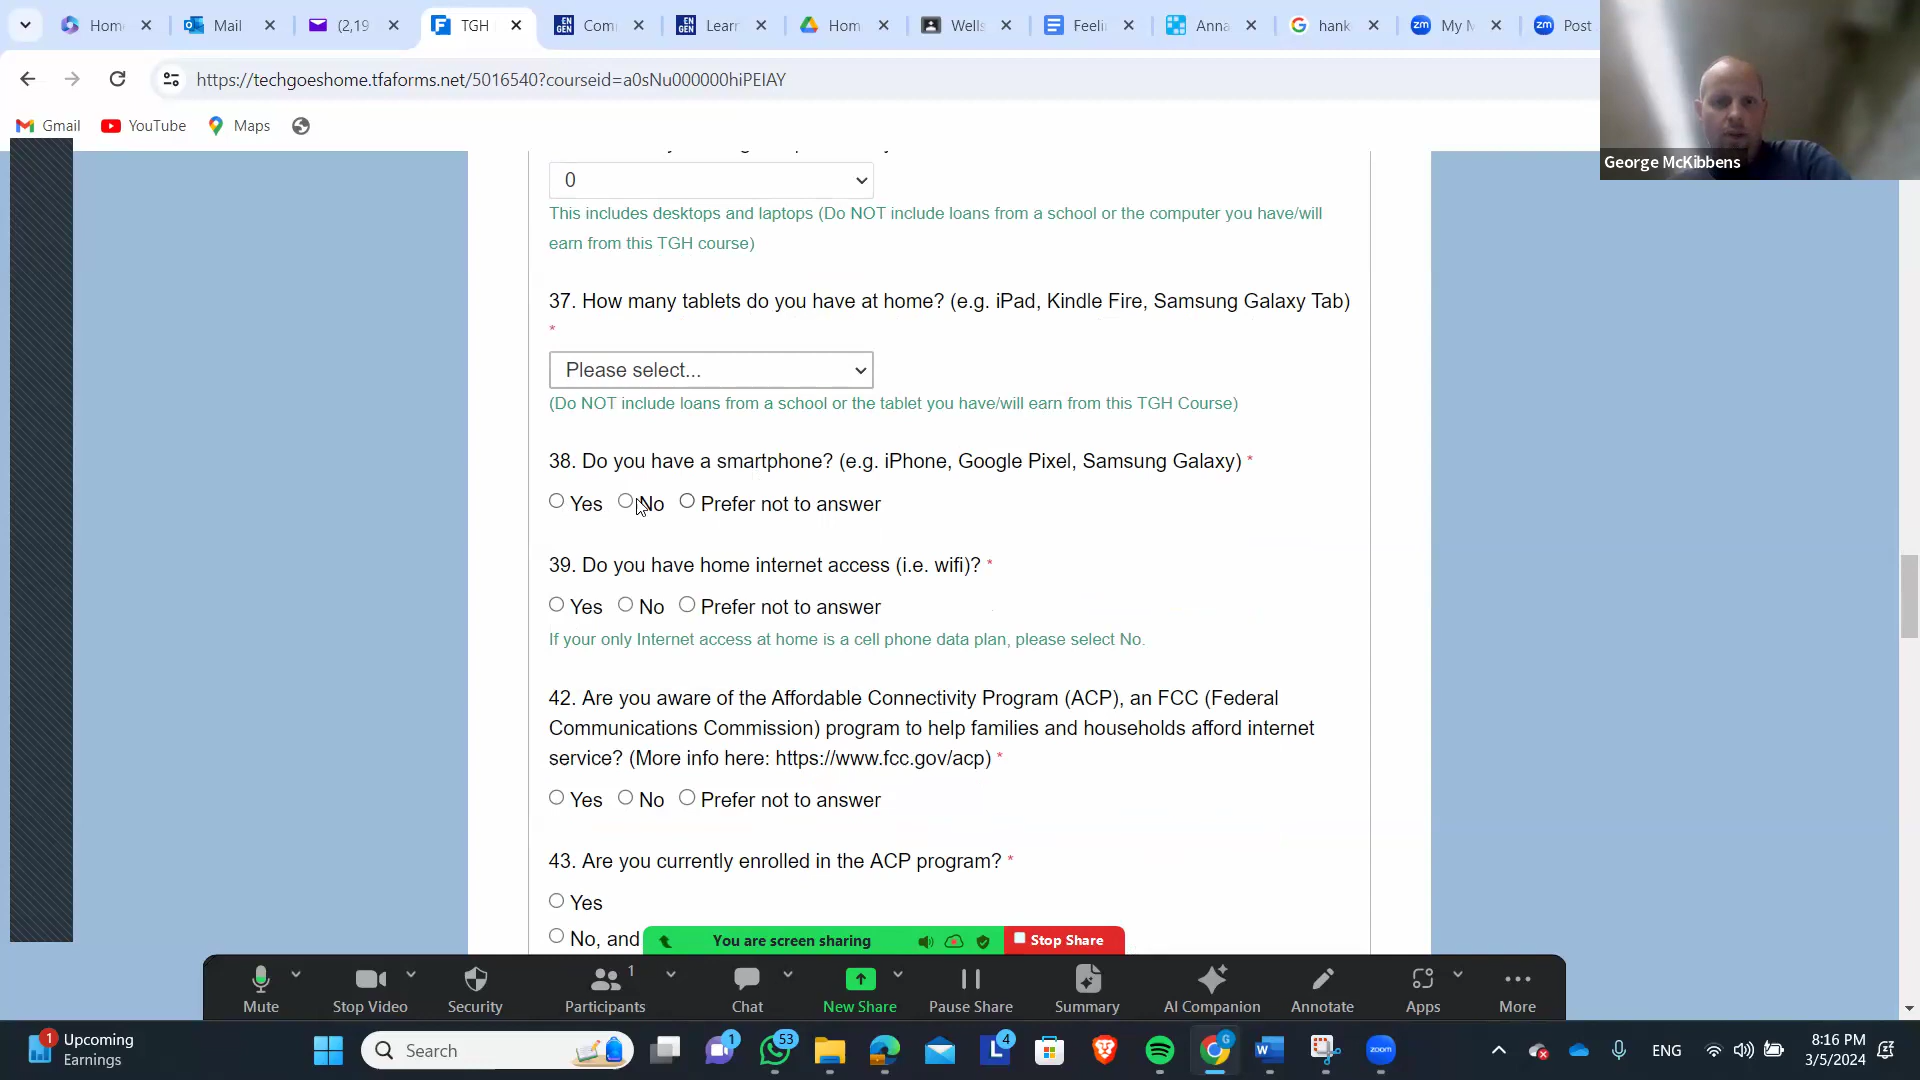 Hom
Mail
(2,19
TGH
Com
Learn
Hom
Wells
Feeli
Anna
hank
My M
Post
https://techgoeshome.tfaforms.net/5016540?courseid=a0sNu000000hiPEIAY
Gmail
YouTube
Maps
George McKibbens
0
This includes desktops and laptops (Do NOT include loans from a school or the computer you have/will
earn from this TGH course)
37. How many tablets do you have at home? (e.g. iPad, Kindle Fire, Samsung Galaxy Tab)
*
Please select...
(Do NOT include loans from a school or the tablet you have/will earn from this TGH Course)
38. Do you have a smartphone? (e.g. iPhone, Google Pixel, Samsung Galaxy) *
Yes No Prefer not to answer
39. Do you have home internet access (i.e. wifi)? *
Yes No Prefer not to answer
If your only Internet access at home is a cell phone data plan, please select No.
42. Are you aware of the Affordable Connectivity Program (ACP), an FCC (Federal
Communications Commission) program to help families and households afford internet
service? (More info here: https://www.fcc.gov/acp) *
Yes No Prefer not to answer
43. Are you currently enrolled in the ACP program? *
Yes
No, and
You are screen sharing
Stop Share
1
Mute
Stop Video
Security
Participants
Chat
New Share
Pause Share
Summary
AI Companion
Annotate
Apps
More
1
Upcoming
Earnings
Search
1
53
4
zoom
ENG
8:16 PM
3/5/2024